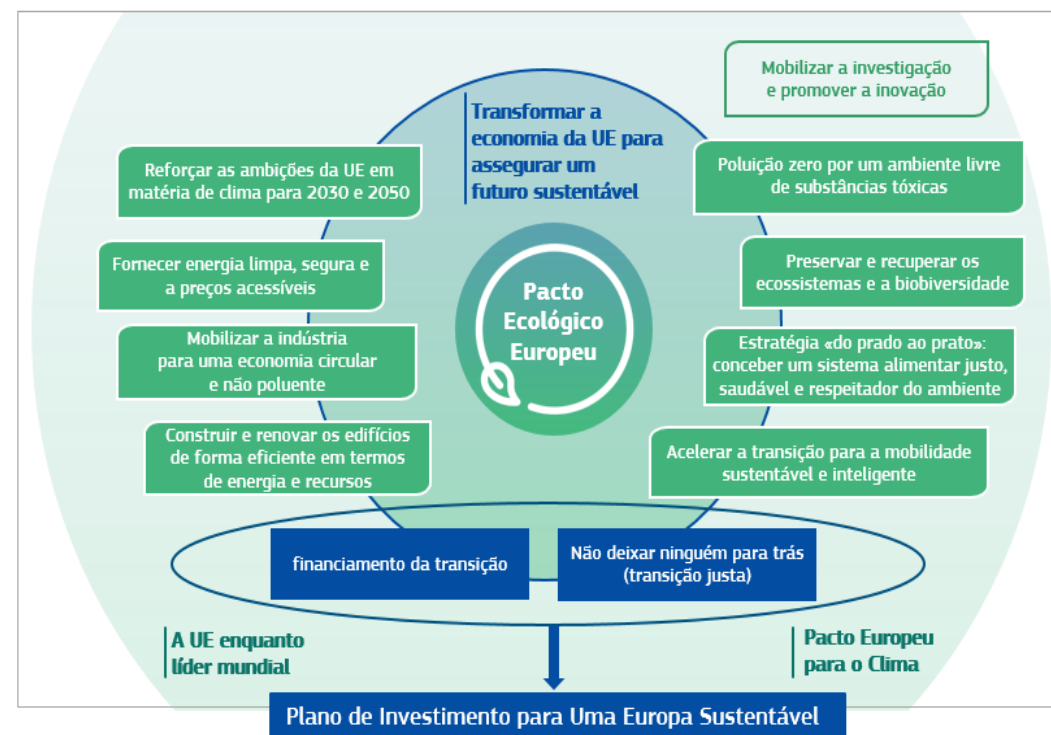 Mobilizar a investigação
e promover a inovação
Transformar a
economia da UE para
assegurar um
futuro sustentável
Reforçar as ambições da UE em
matéria de clima para 2030 e 2050
Poluição zero por um ambiente livre
de substâncias tóxicas
Fornecer energia limpa, segura e
a preços acessíveis
Preservar e recuperar os
ecossistemas e a biobiversidade
Pacto
Ecológico
Europeu
Mobilizar a indústria
para uma economia circular
e não poluente
Estratégia «do prado ao prato»:
conceber um sistema alimentar justo,
saudável e respeitador do ambiente
Construir e renovar os edifícios
de forma eficiente em termos
de energia e recursos
Acelerar a transição para a mobilidade
sustentável e inteligente
financiamento da transição
Não deixar ninguém para trás
(transição justa)
A UE enquanto
líder mundial
Pacto Europeu
para o Clima
Plano de Investimento para Uma Europa Sustentável